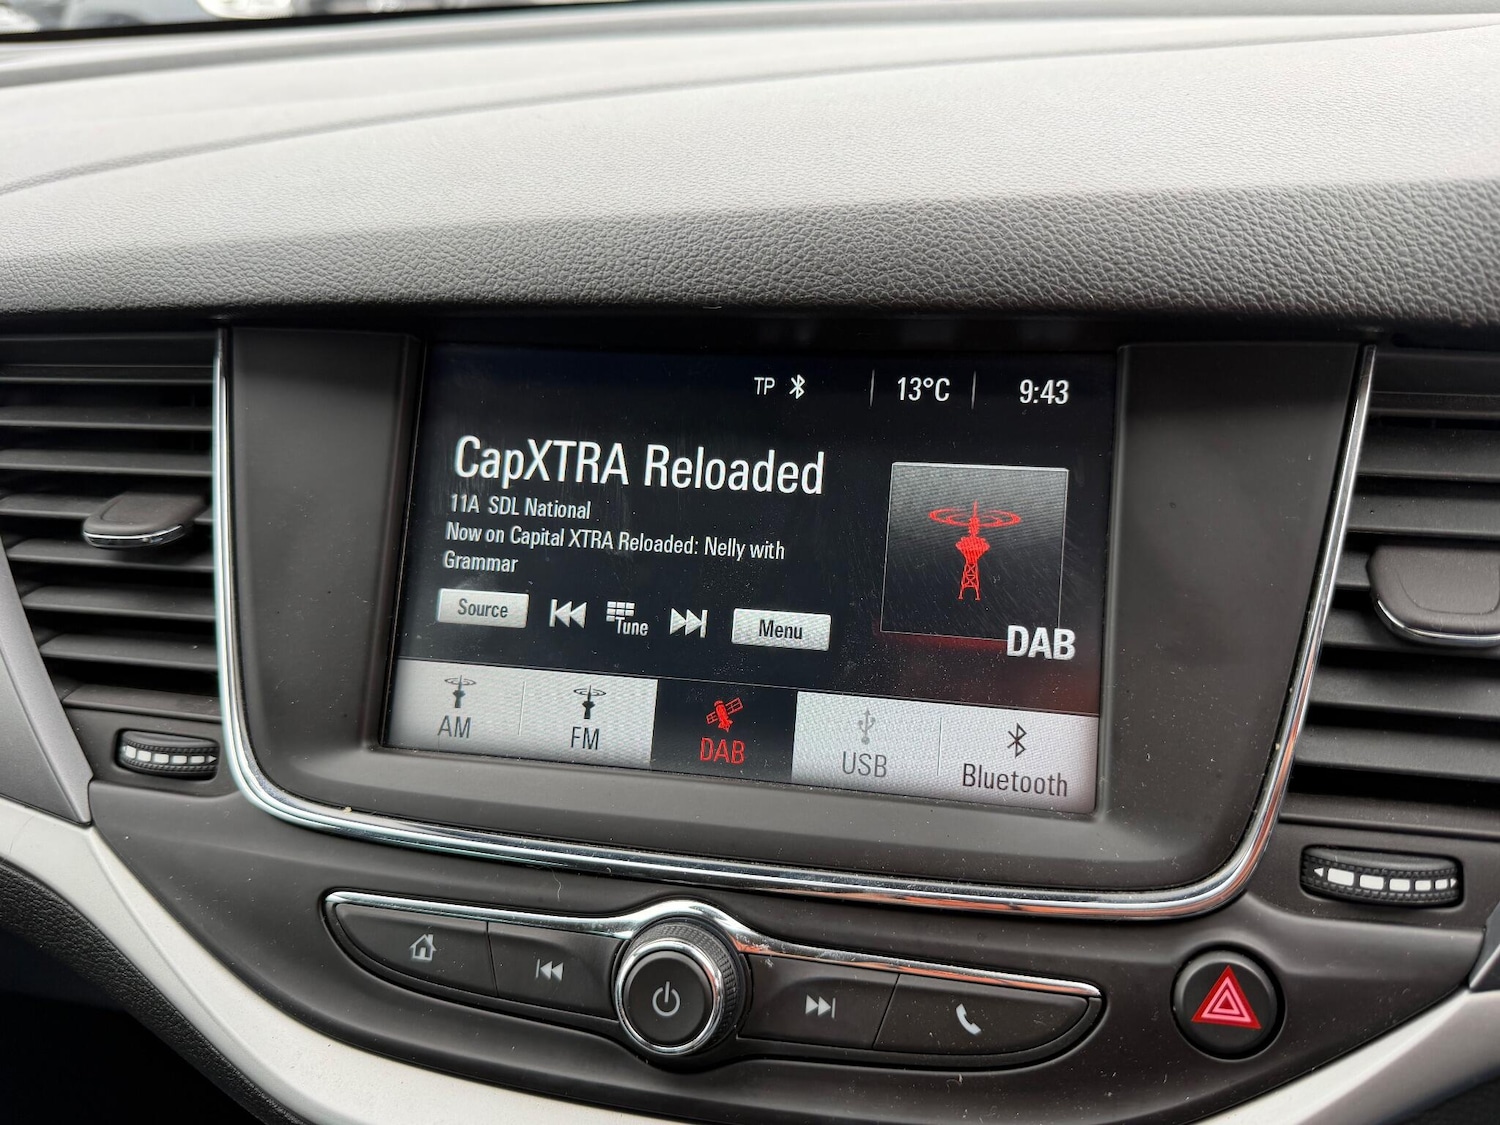 TP 13°C 9:43
CapXTRA Reloaded
11A SDL National
Now on Capital XTRA Reloaded: Nelly with
Grammar
Source Tune Menu
DAB
AM FM DAB USB Bluetooth